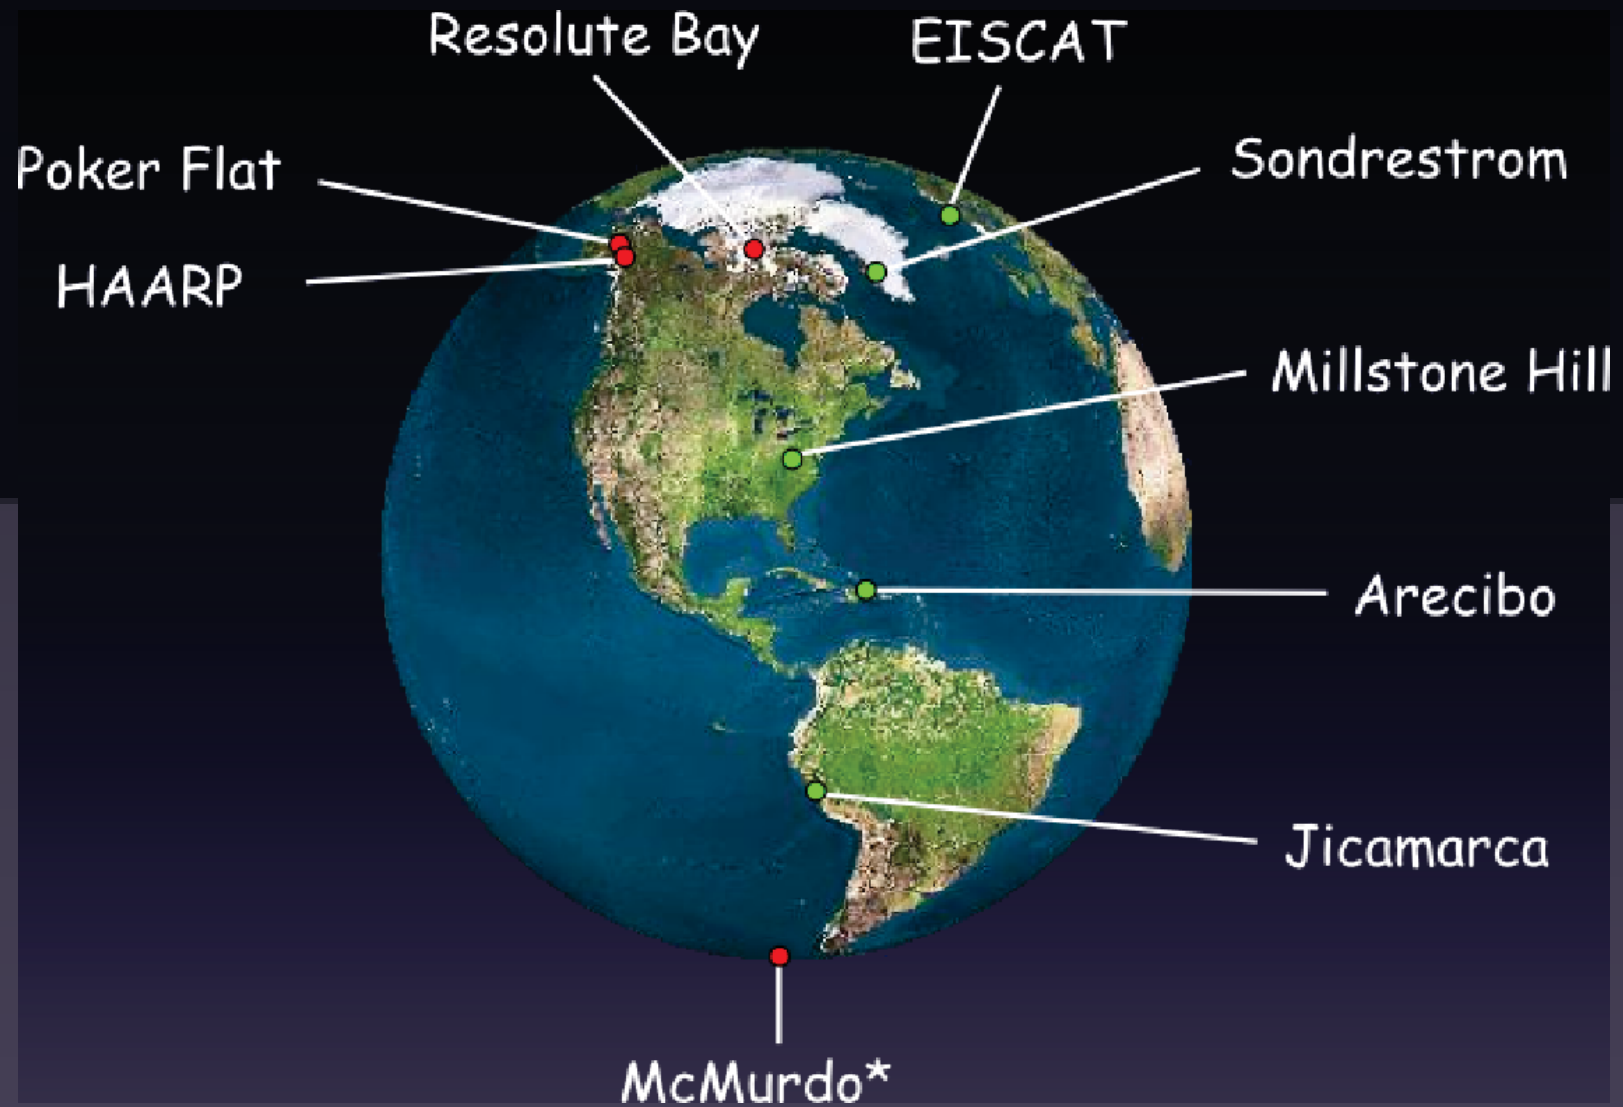 Resolute Bay
EISCAT
Poker Flat
Sondrestrom
HAARP
Millstone Hill
Arecibo
Jicamarca
McMurdo*